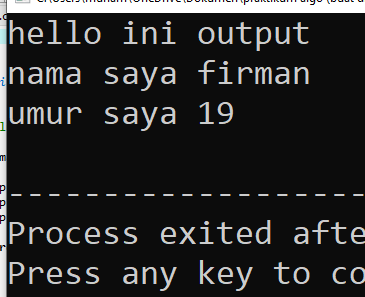 hello ini output
nama saya firman
umur saya 19
--------------------
Process exited afte
Press any key to co